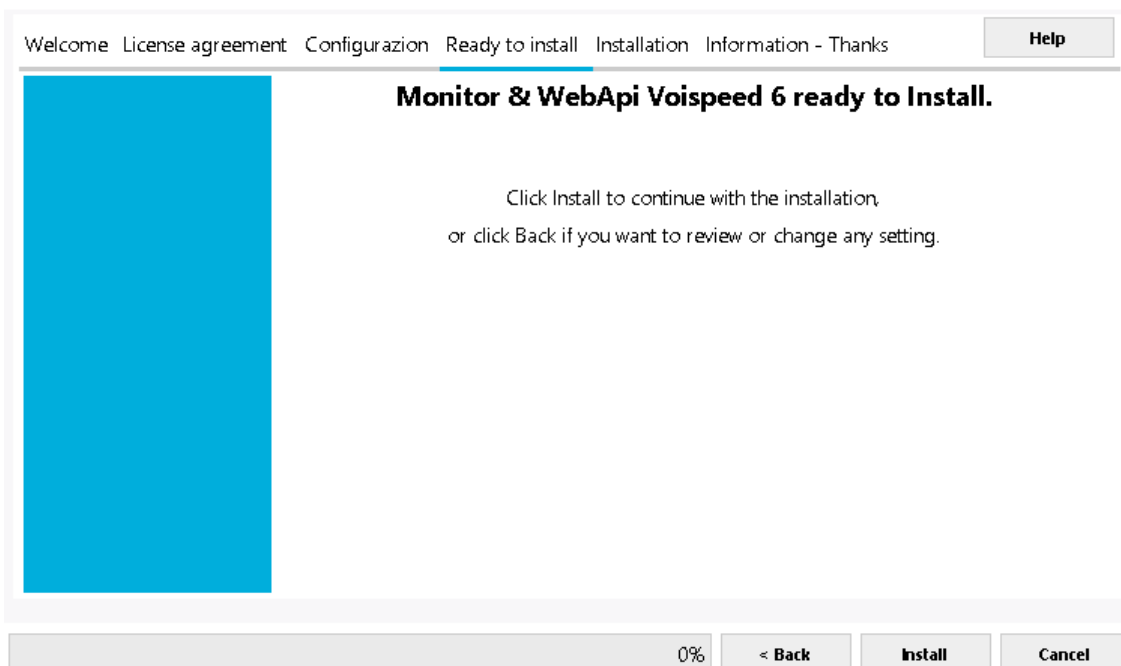 Welcome License agreement Configurazion Ready to install Installation Information - Thanks Help
Monitor & WebApi Voispeed 6 ready to Install.
Click Install to continue with the installation,
or click Back if you want to review or change any setting.
0% < Back Install Cancel